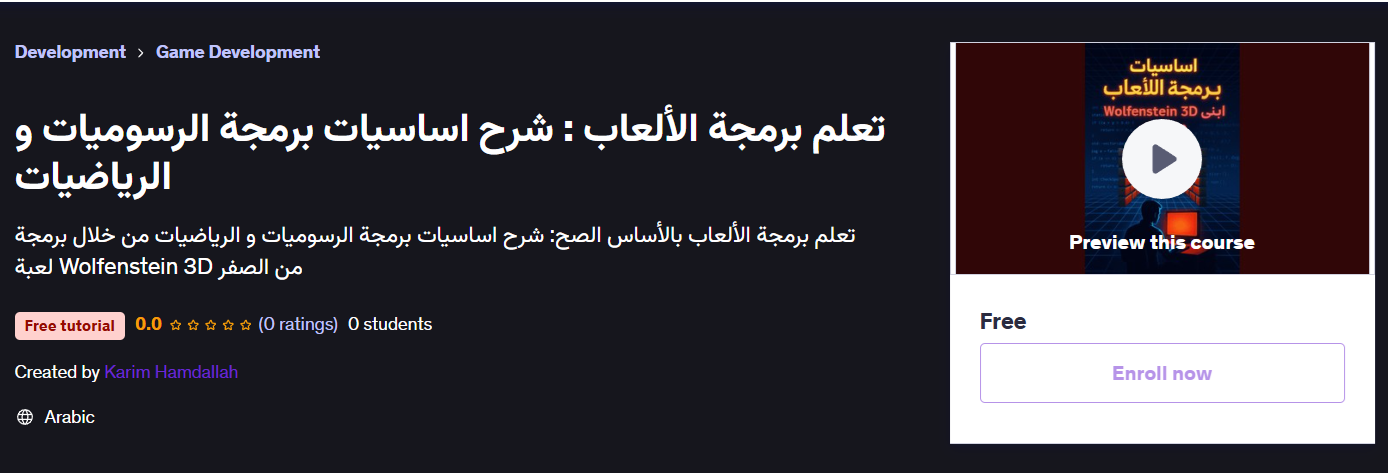 Development > Game Development
تعلم برمجة الألعاب : شرح اساسيات برمجة الرسوميات و
الرياضيات
تعلم برمجة الألعاب بالأساس الصح: شرح اساسيات برمجة الرسوميات و الرياضيات من خلال برمجة
لعبة Wolfenstein 3D من الصفر
Free tutorial 0.0 (0 ratings) 0 students
Created by Karim Hamdallah
Arabic
اساسيات
برمجة اللألعاب
ابنى Wolfenstein 3D
Preview this course
Free
Enroll now